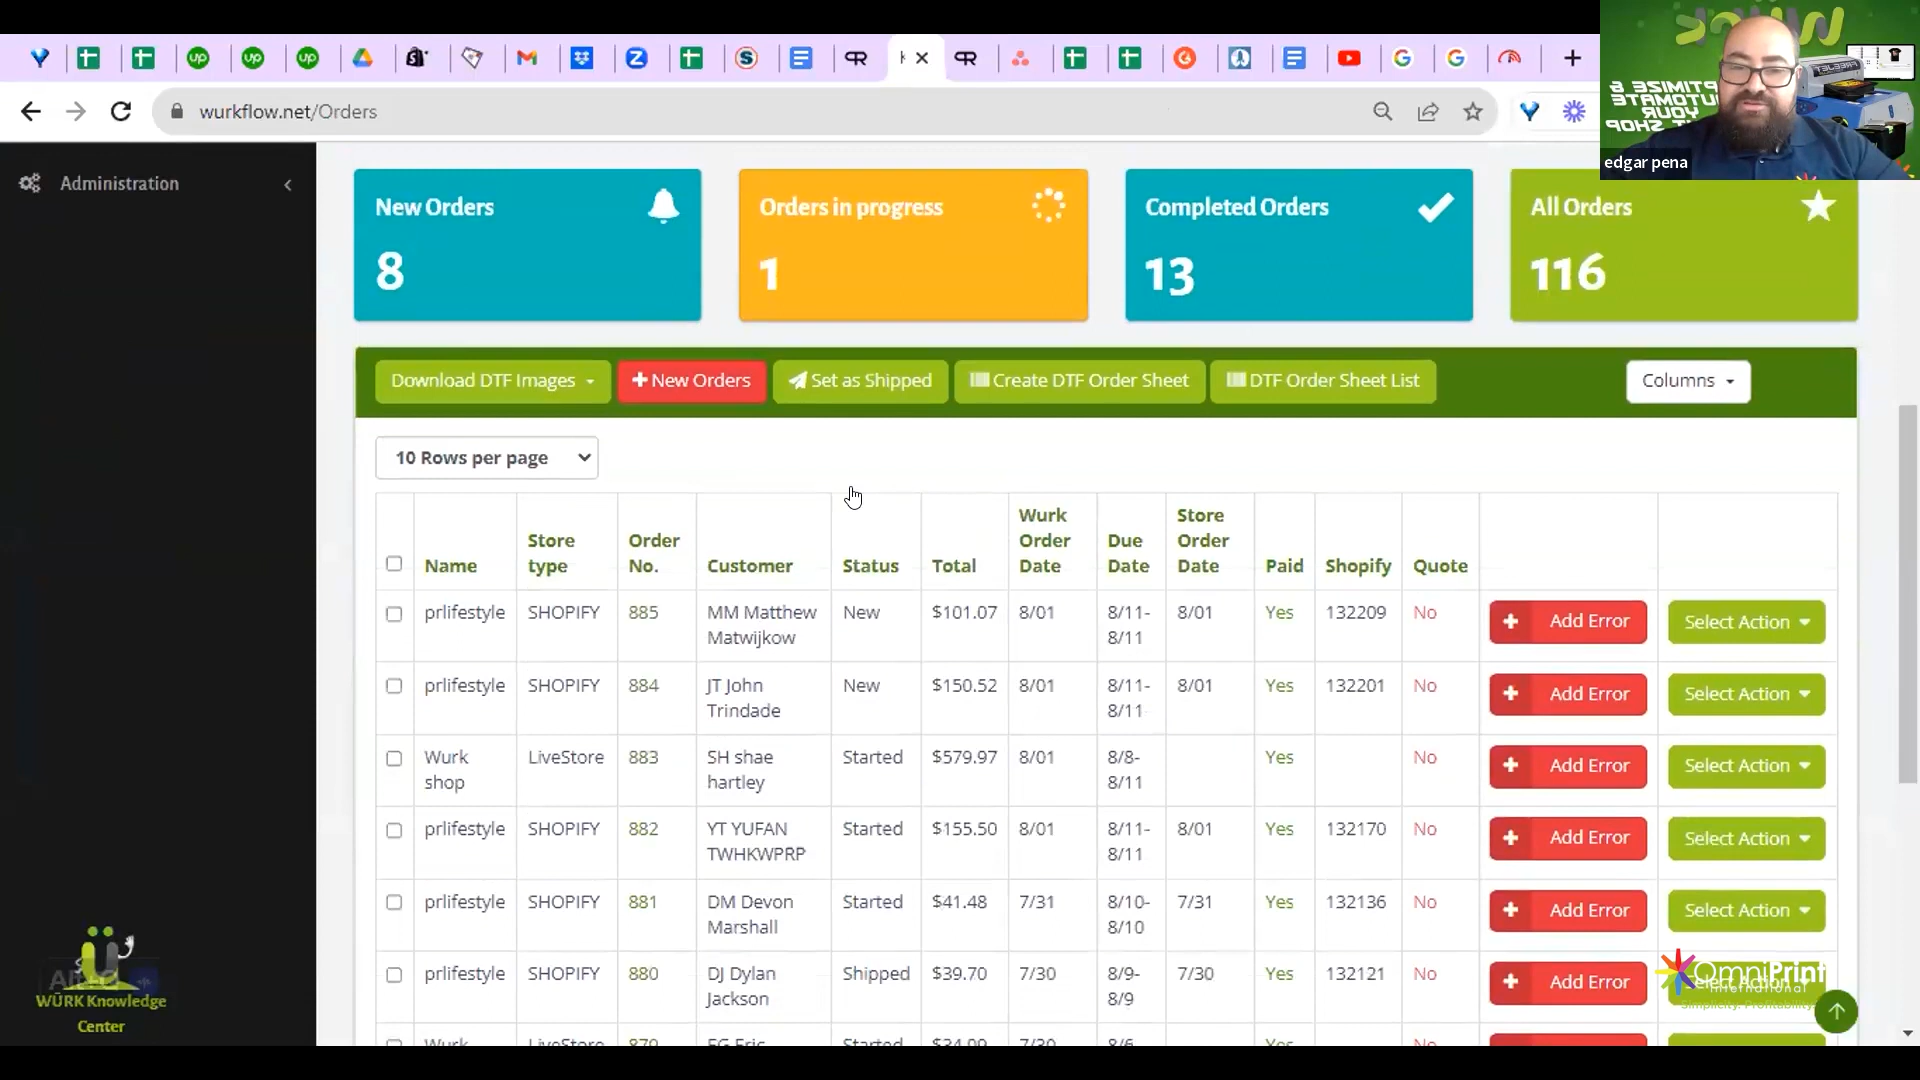 wurkflow.net/Orders
edgar pena
Administration
New Orders
8
Orders in progress
1
Completed Orders
13
All Orders
116
Download DTF Images
New Orders
Set as Shipped
Create DTF Order Sheet
DTF Order Sheet List
Columns
10 Rows per page
Name Store type Order No. Customer Status Total Wurk Order Date Due Date Store Order Date Paid Shopify Quote
prlifestyle SHOPIFY 885 MM Matthew Matwijkow New $101.07 8/01 8/11-8/11 8/01 Yes 132209 No Add Error Select Action
prlifestyle SHOPIFY 884 JT John Trindade New $150.52 8/01 8/11-8/11 8/01 Yes 132201 No Add Error Select Action
Wurk shop LiveStore 883 SH shae hartley Started $579.97 8/01 8/8-8/11 Yes No Add Error Select Action
prlifestyle SHOPIFY 882 YT YUFAN TWHKWPRP Started $155.50 8/01 8/11-8/11 8/01 Yes 132170 No Add Error Select Action
prlifestyle SHOPIFY 881 DM Devon Marshall Started $41.48 7/31 8/10-8/10 7/31 Yes 132136 No Add Error Select Action
prlifestyle SHOPIFY 880 DJ Dylan Jackson Shipped $39.70 7/30 8/9-8/9 7/30 Yes 132121 No Add Error
OmniPrint
International
Simplicity. Profitability
WÜRK Knowledge
Center